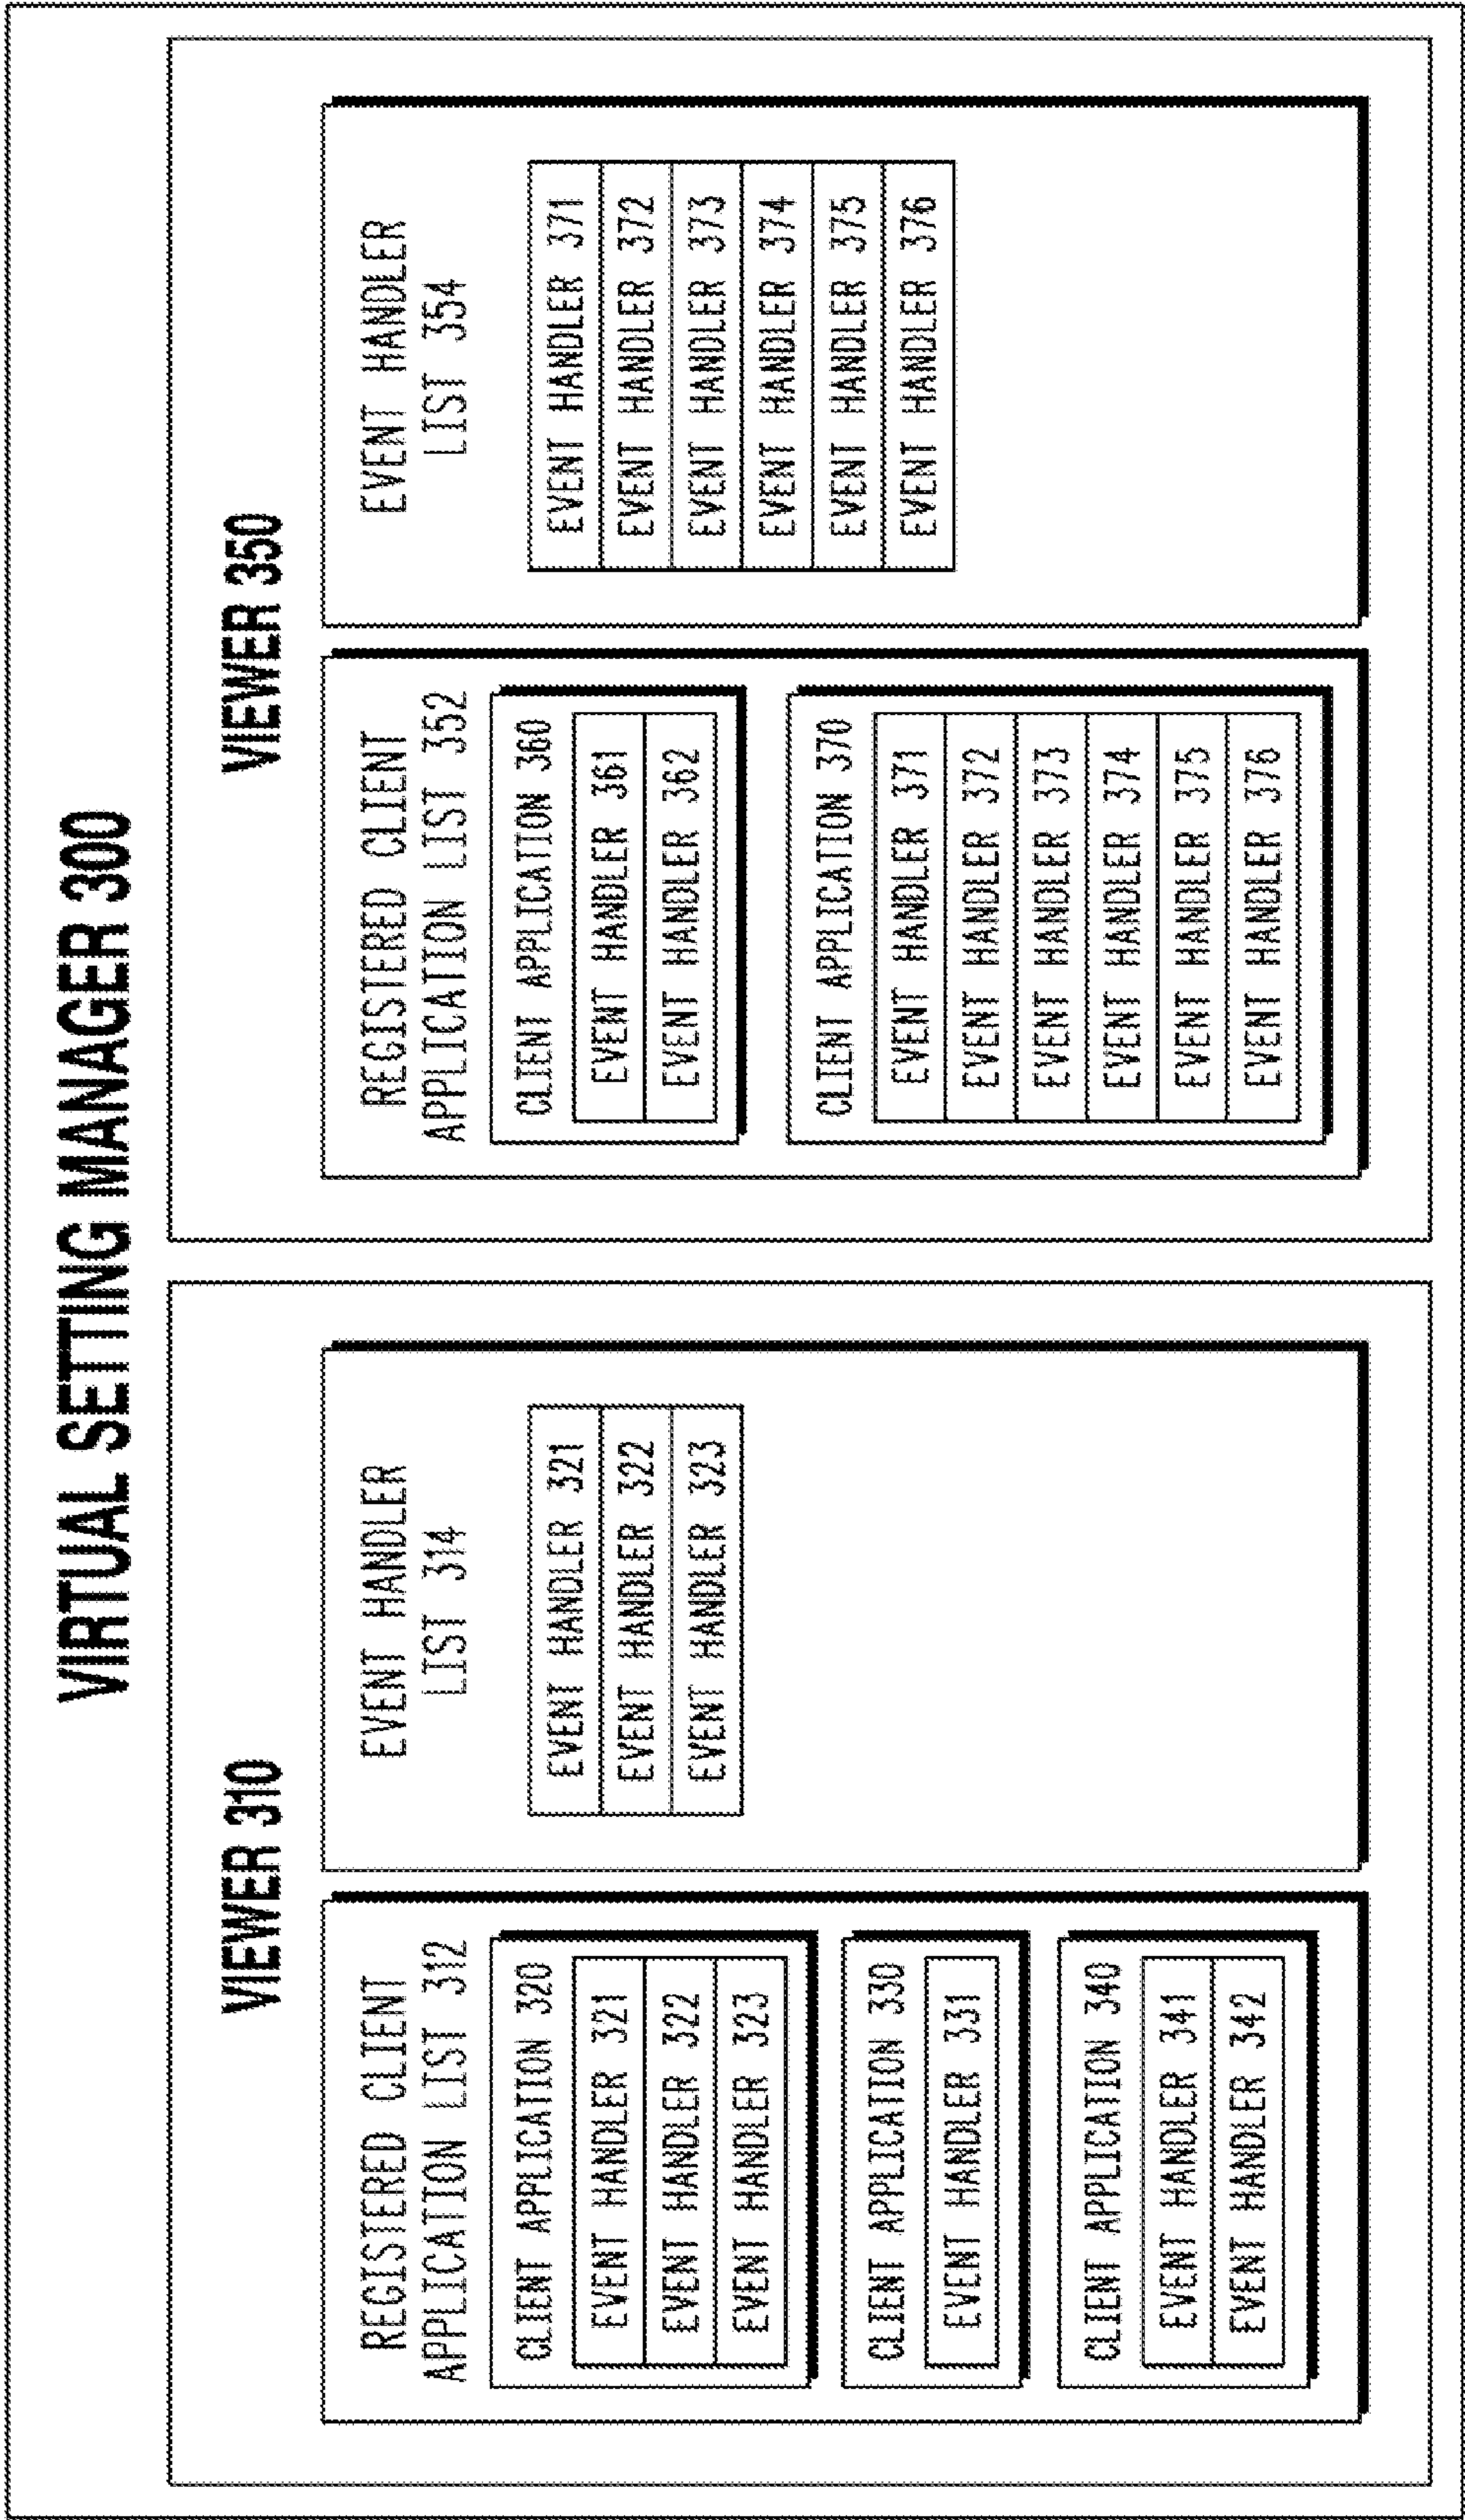 VIRTUAL SETTING MANAGER 300
VIEWER 310
REGISTERED CLIENT
APPLICATION LIST 312
CLIENT APPLICATION 320
EVENT HANDLER 321
EVENT HANDLER 322
EVENT HANDLER 323
CLIENT APPLICATION 330
EVENT HANDLER 331
CLIENT APPLICATION 340
EVENT HANDLER 341
EVENT HANDLER 342
EVENT HANDLER
LIST 314
EVENT HANDLER 321
EVENT HANDLER 322
EVENT HANDLER 323
VIEWER 350
REGISTERED CLIENT
APPLICATION LIST 352
CLIENT APPLICATION 360
EVENT HANDLER 361
EVENT HANDLER 362
CLIENT APPLICATION 370
EVENT HANDLER 371
EVENT HANDLER 372
EVENT HANDLER 373
EVENT HANDLER 374
EVENT HANDLER 375
EVENT HANDLER 376
EVENT HANDLER
LIST 354
EVENT HANDLER 371
EVENT HANDLER 372
EVENT HANDLER 373
EVENT HANDLER 374
EVENT HANDLER 375
EVENT HANDLER 376